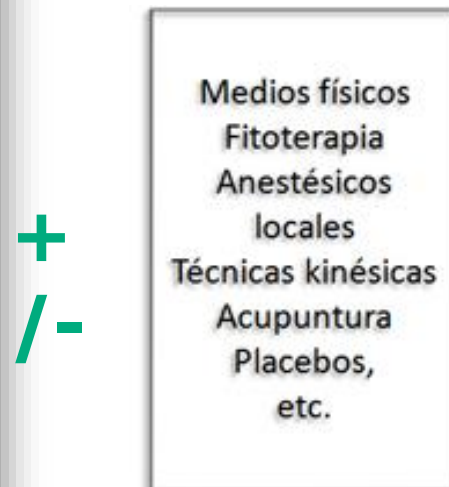 +
/-
Medios físicos
Fitoterapia
Anestésicos
locales
Técnicas kinésicas
Acupuntura
Placebos,
etc.